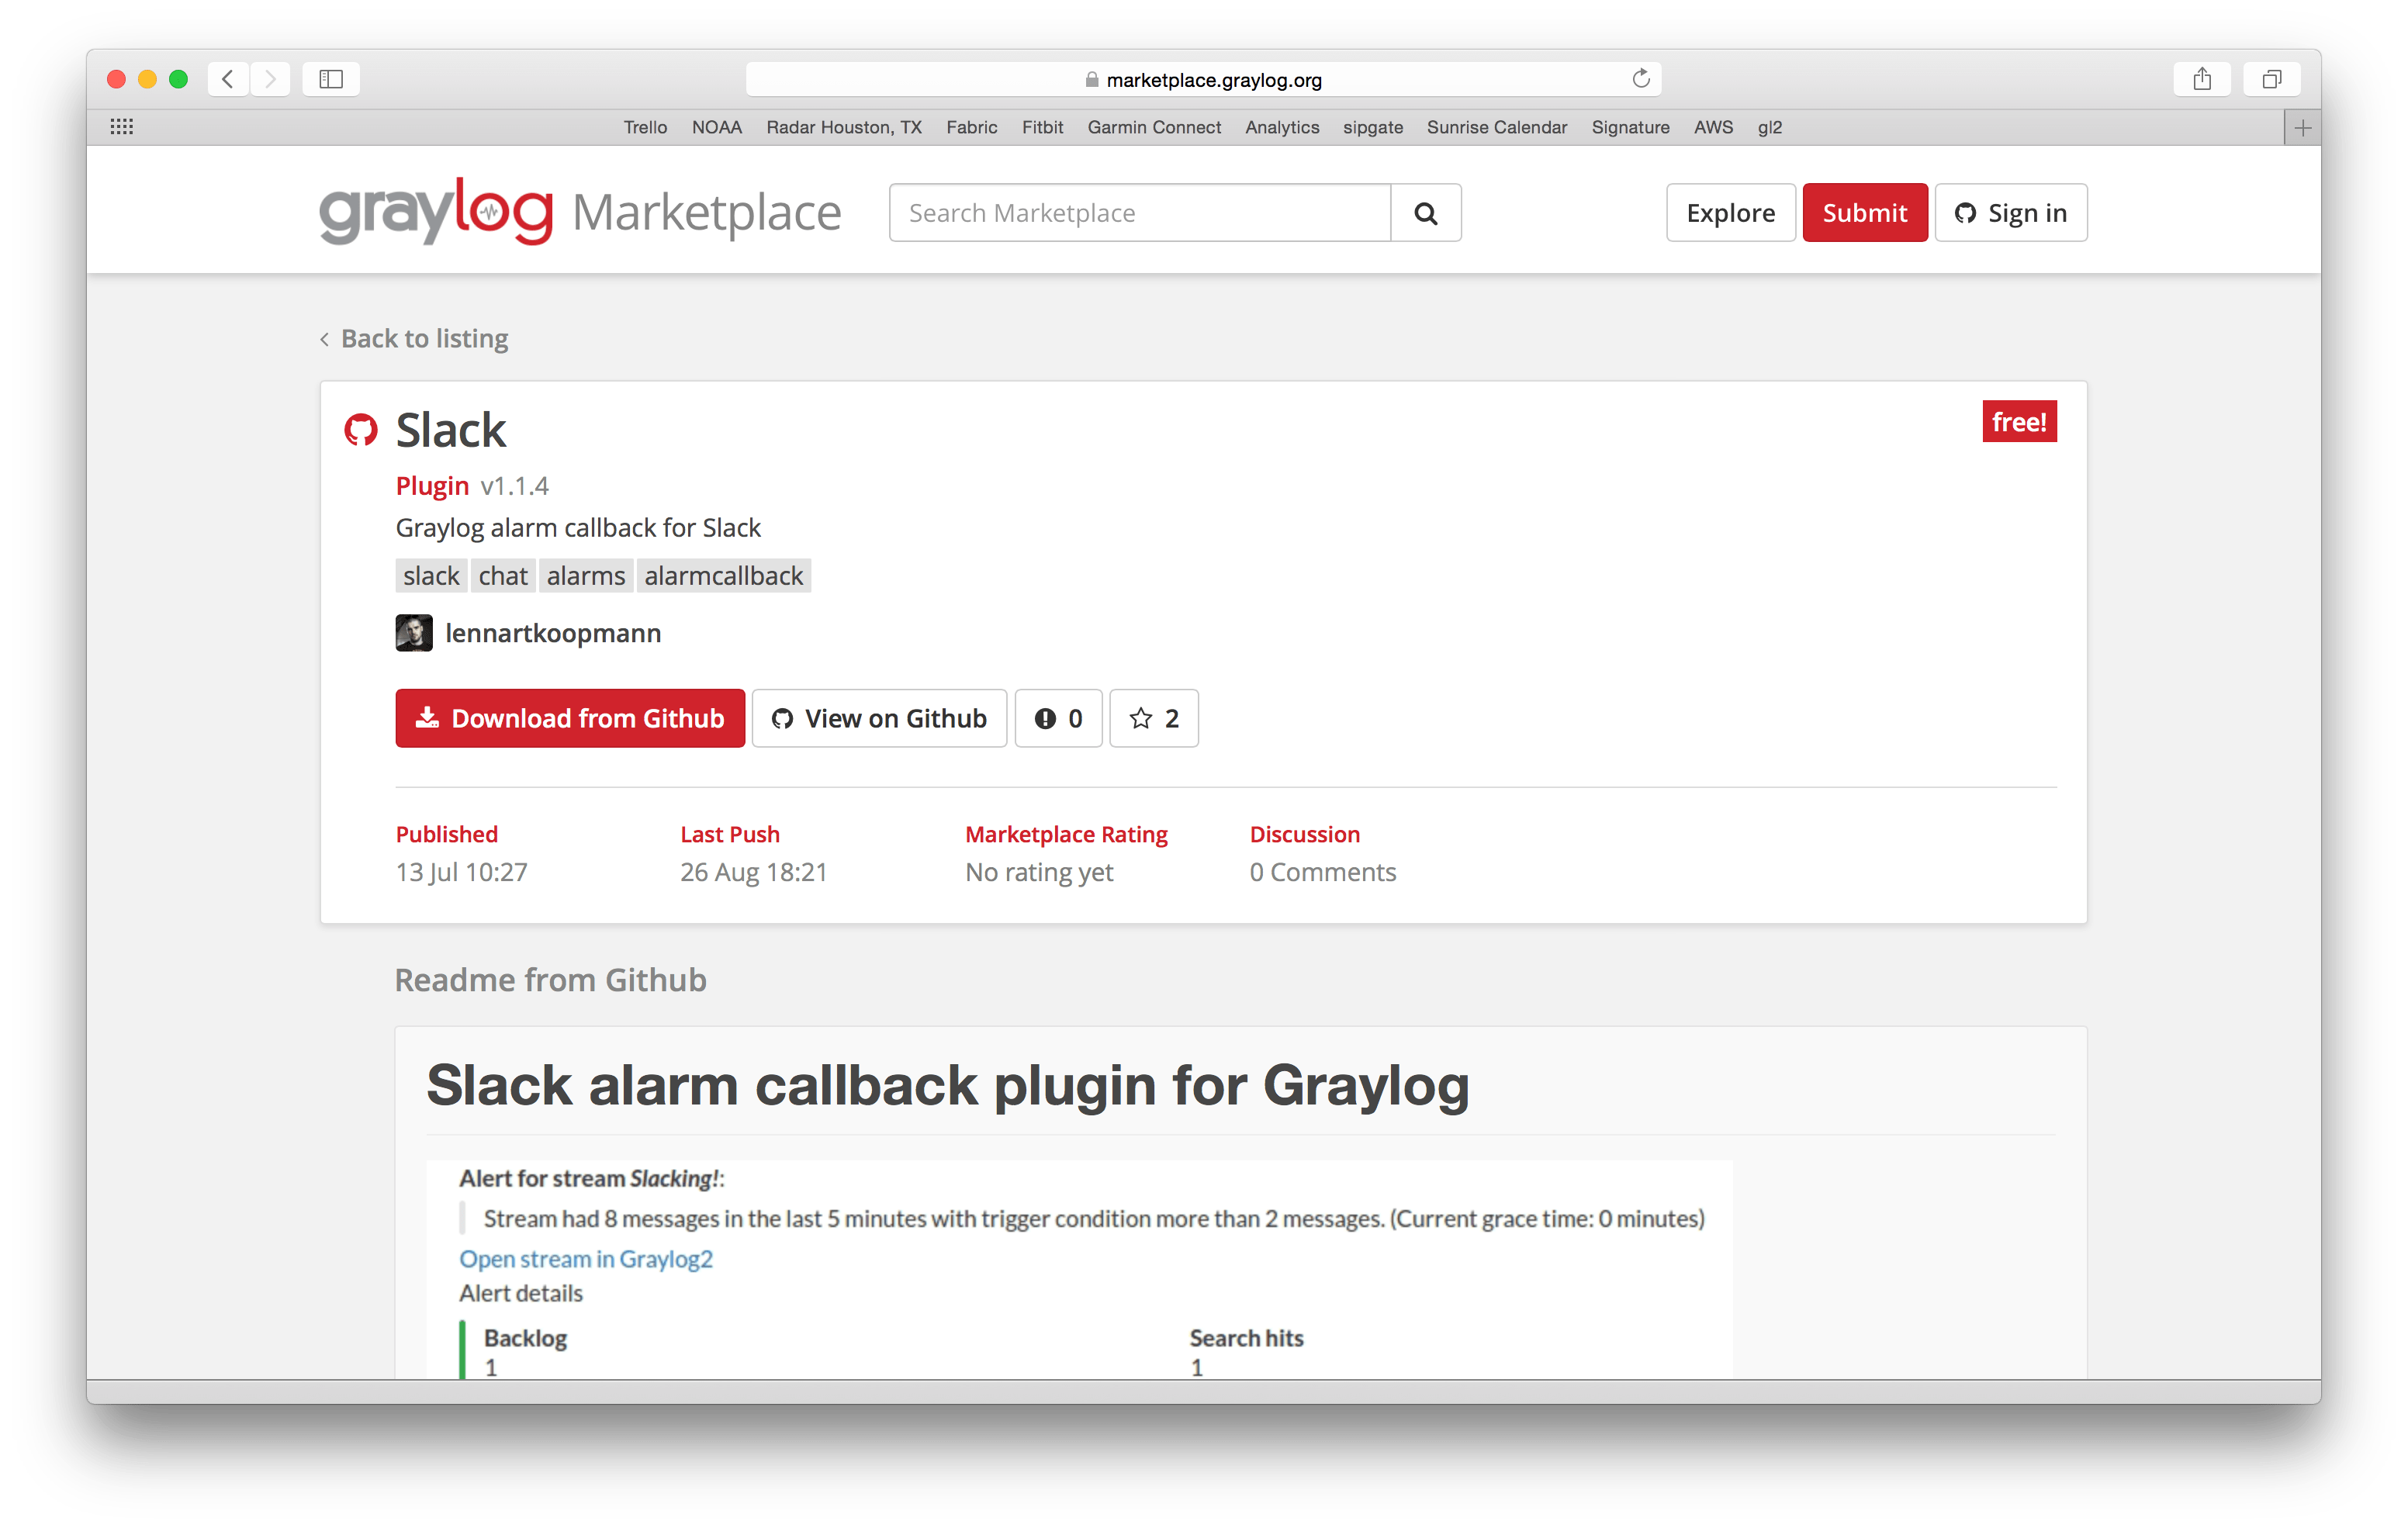 marketplace.graylog.org
Trello NOAA Radar Houston, TX Fabric Fitbit Garmin Connect Analytics sipgate Sunrise Calendar Signature AWS gl2
graylog Marketplace Search Marketplace Explore Submit Sign in
Back to listing
Slack free!
Plugin v1.1.4
Graylog alarm callback for Slack
slack chat alarms alarmcallback
lennartkoopmann
Download from Github View on Github 0 2
Published Last Push Marketplace Rating Discussion
13 Jul 10:27 26 Aug 18:21 No rating yet 0 Comments
Readme from Github
Slack alarm callback plugin for Graylog
Alert for stream Slacking!:
Stream had 8 messages in the last 5 minutes with trigger condition more than 2 messages. (Current grace time: 0 minutes)
Open stream in Graylog2
Alert details
Backlog Search hits
1 1